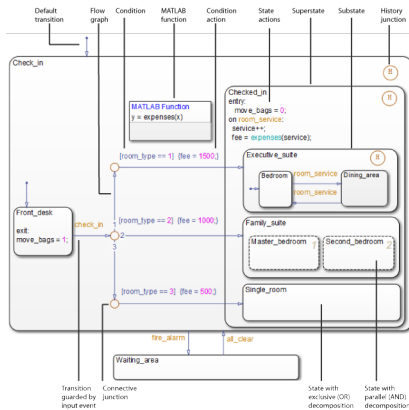 Default transition
Flow graph
Condition
MATLAB function
Condition action
State actions
Superstate
Substate
History junction
Check_in
H
Checked_in
entry:
move_bags = 0;
on room_service:
service++;
fee = expenses(service);
MATLAB Function
y = expenses(x)
H
[room_type == 1] {fee = 1500;}
Executive_suite
Bedroom
room_service
Dining_area
room_service
Front_desk
exit:
move_bags = 1;
check_in
1
2
3
[room_type == 2] {fee = 1000;}
Family_suite
Master_bedroom 1
Second_bedroom 2
[room_type == 3] {fee = 500;}
Single_room
fire_alarm
all_clear
Waiting_area
Transition guarded by input event
Connective junction
State with exclusive (OR) decomposition
State with parallel (AND) decomposition